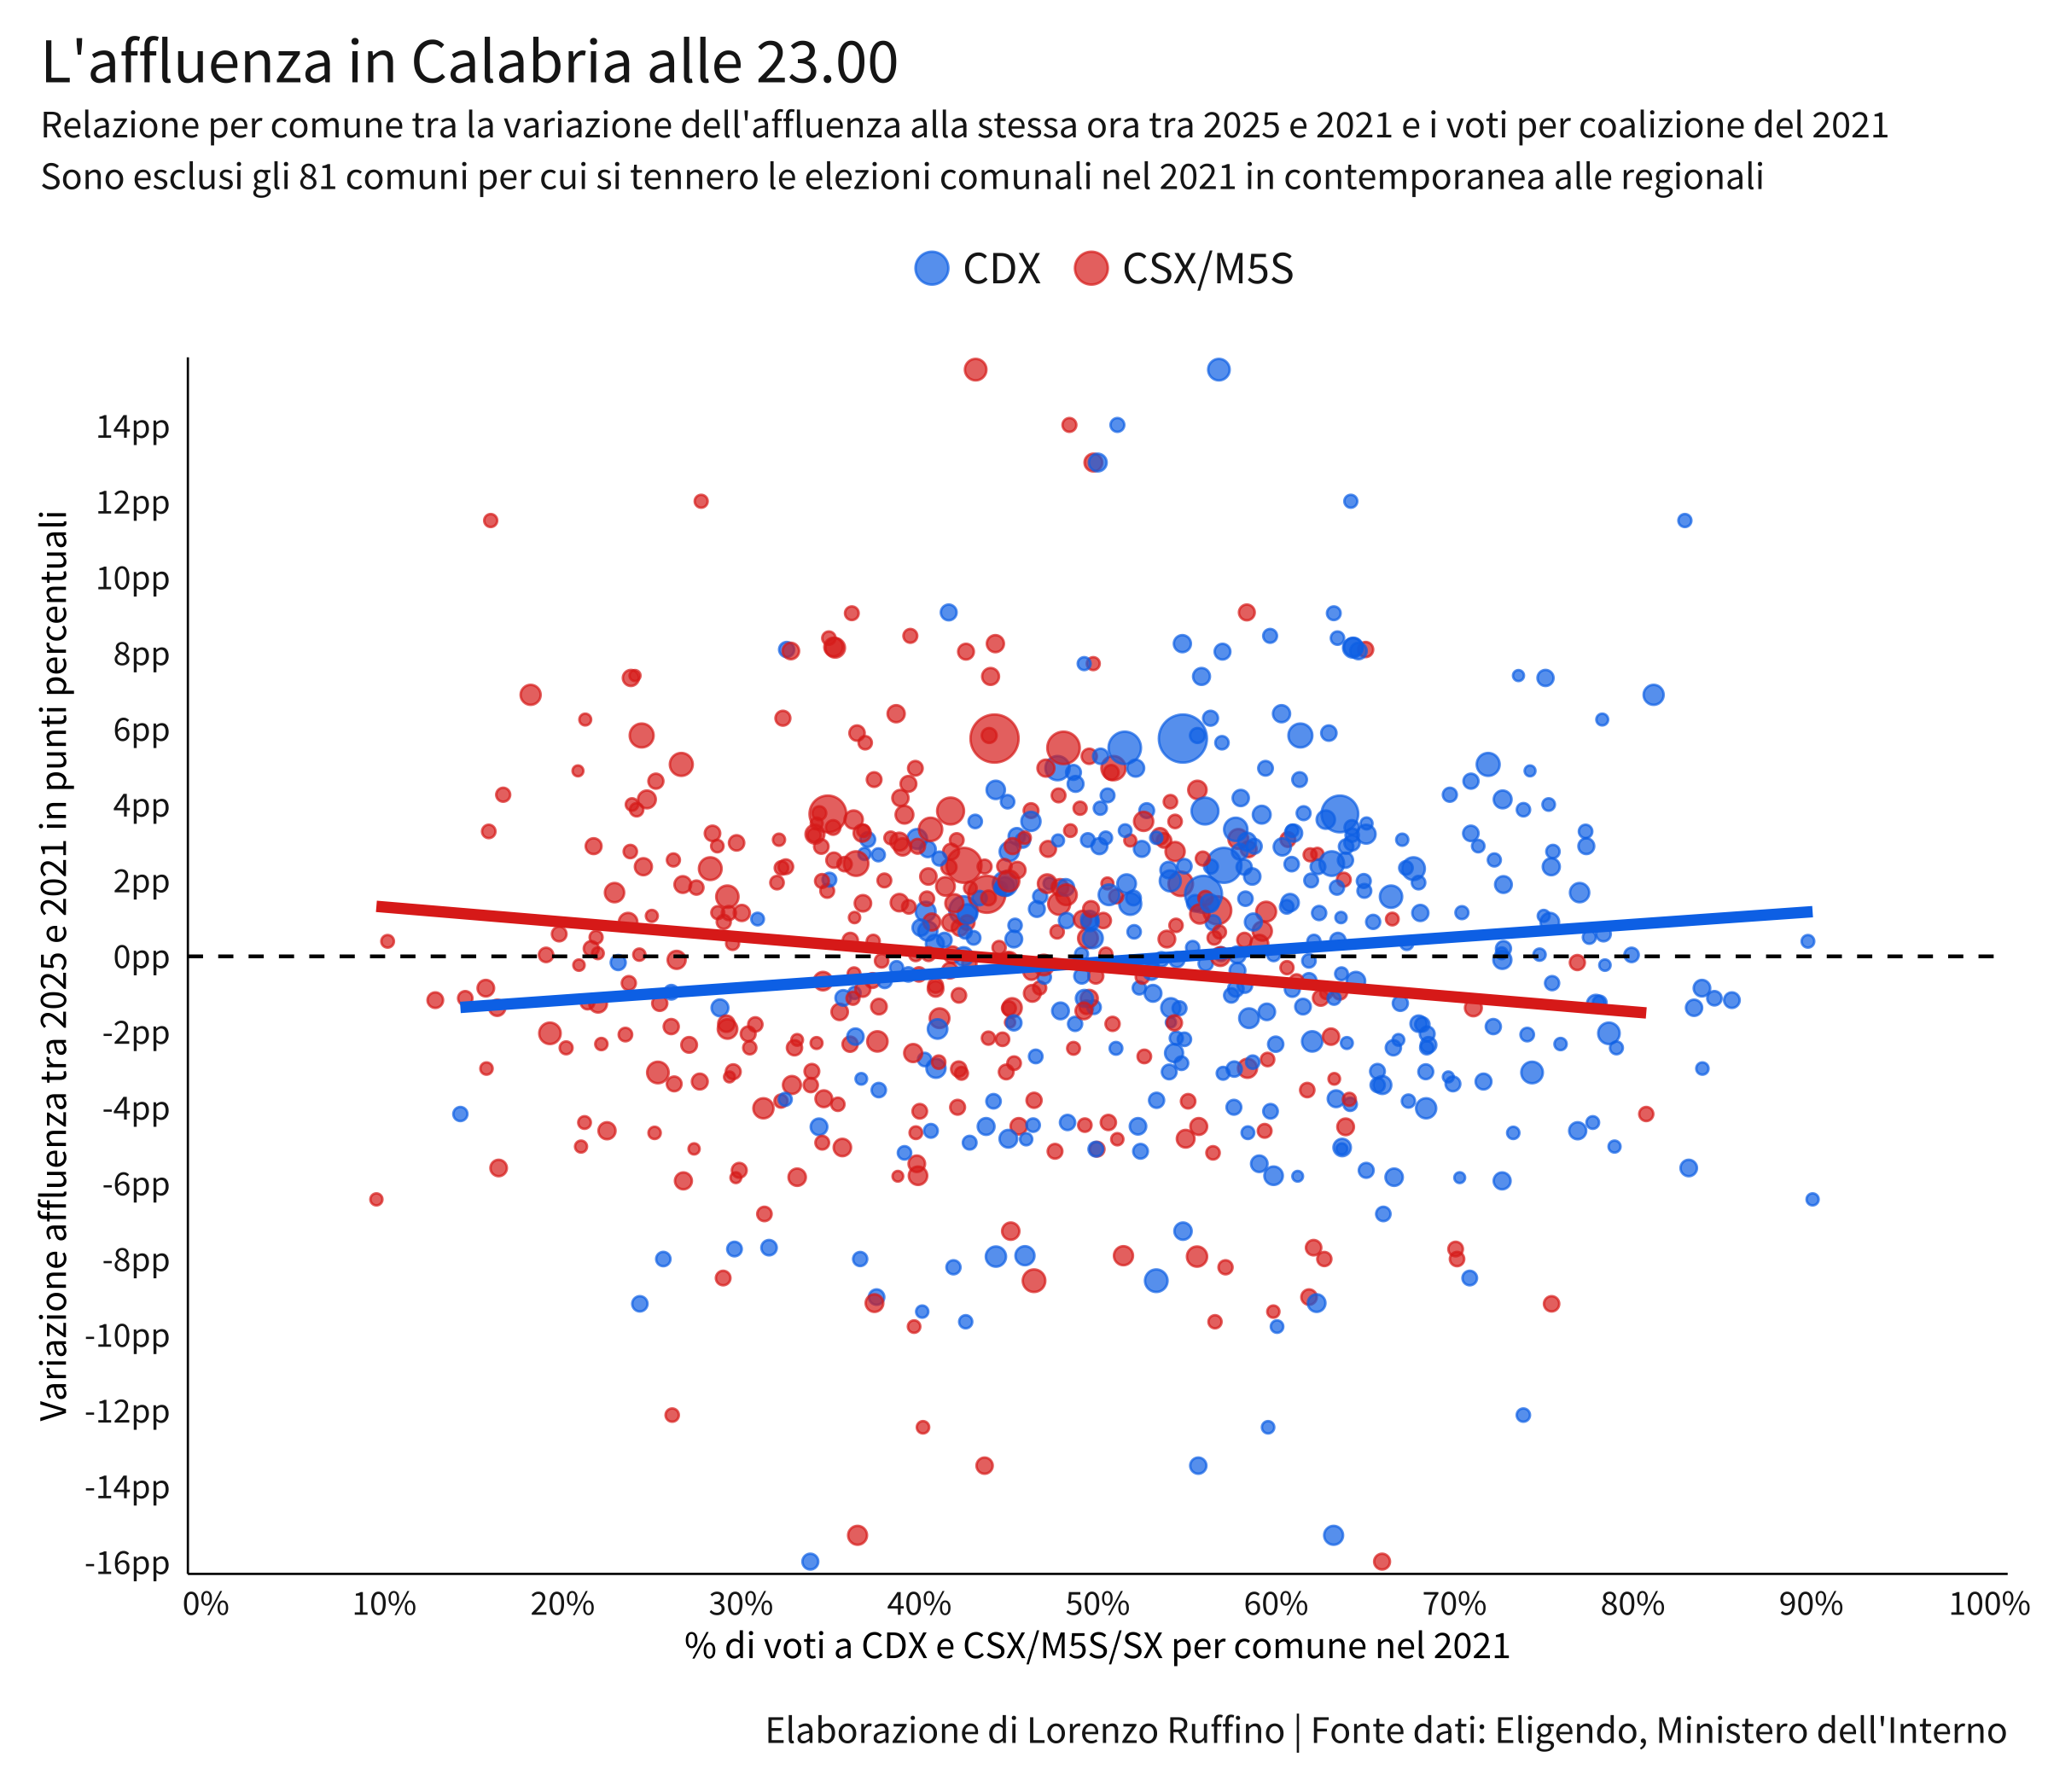 L'affluenza in Calabria alle 23.00
Relazione per comune tra la variazione dell'affluenza alla stessa ora tra 2025 e 2021 e i voti per coalizione del 2021
Sono esclusi gli 81 comuni per cui si tennero le elezioni comunali nel 2021 in contemporanea alle regionali
CDX CSX/M5S
Variazione affluenza tra 2025 e 2021 in punti percentuali
14pp
12pp
10pp
8pp
6pp
4pp
2pp
0pp
-2pp
-4pp
-6pp
-8pp
-10pp
-12pp
-14pp
-16pp
0% 10% 20% 30% 40% 50% 60% 70% 80% 90% 100%
% di voti a CDX e CSX/M5S/SX per comune nel 2021
Elaborazione di Lorenzo Ruffino | Fonte dati: Eligendo, Ministero dell'Interno